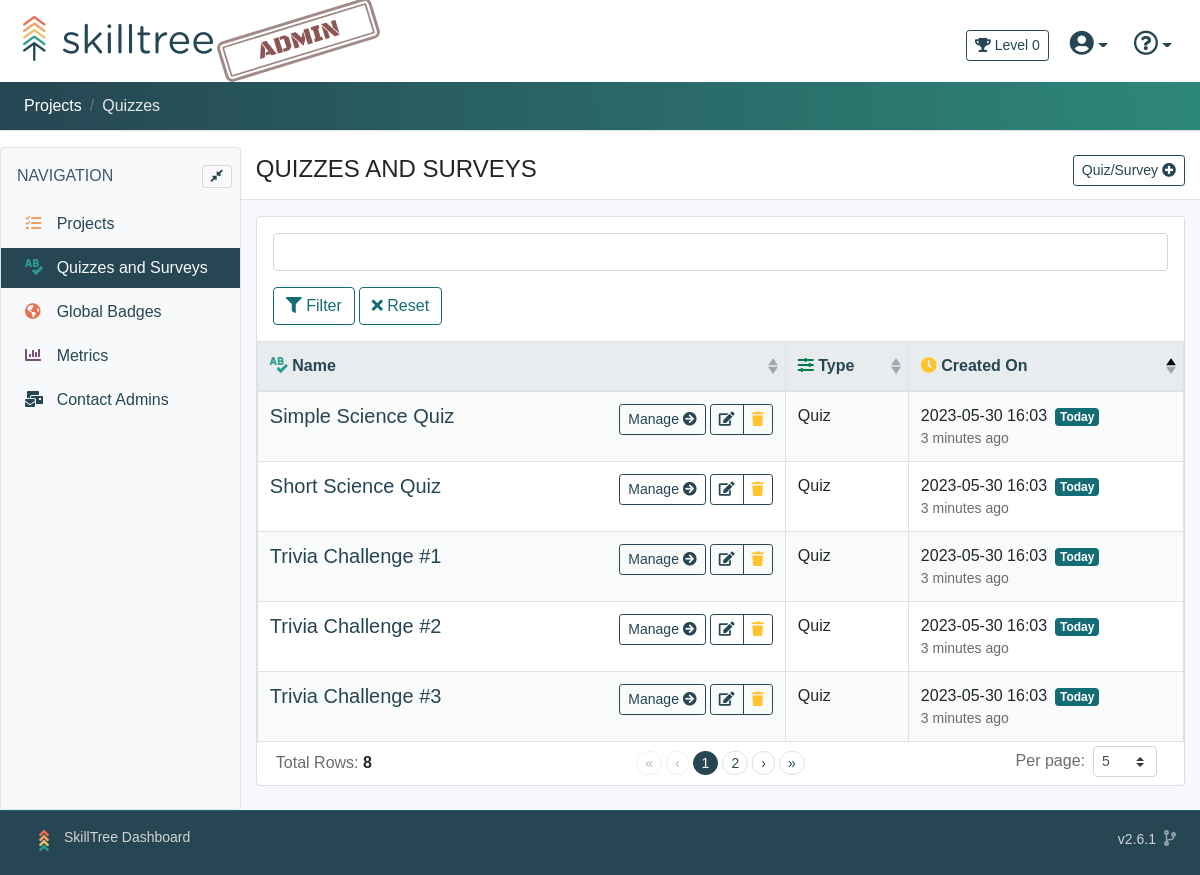 skilltree
ADMIN
Level 0
Projects / Quizzes
NAVIGATION
Projects
Quizzes and Surveys
Global Badges
Metrics
Contact Admins
QUIZZES AND SURVEYS
Quiz/Survey
Filter
Reset
AB Name Type Created On
Simple Science Quiz Manage Quiz 2023-05-30 16:03 Today
3 minutes ago
Short Science Quiz Manage Quiz 2023-05-30 16:03 Today
3 minutes ago
Trivia Challenge #1 Manage Quiz 2023-05-30 16:03 Today
3 minutes ago
Trivia Challenge #2 Manage Quiz 2023-05-30 16:03 Today
3 minutes ago
Trivia Challenge #3 Manage Quiz 2023-05-30 16:03 Today
3 minutes ago
Total Rows: 8 « ‹ 1 2 › » Per page: 5
SkillTree Dashboard v2.6.1